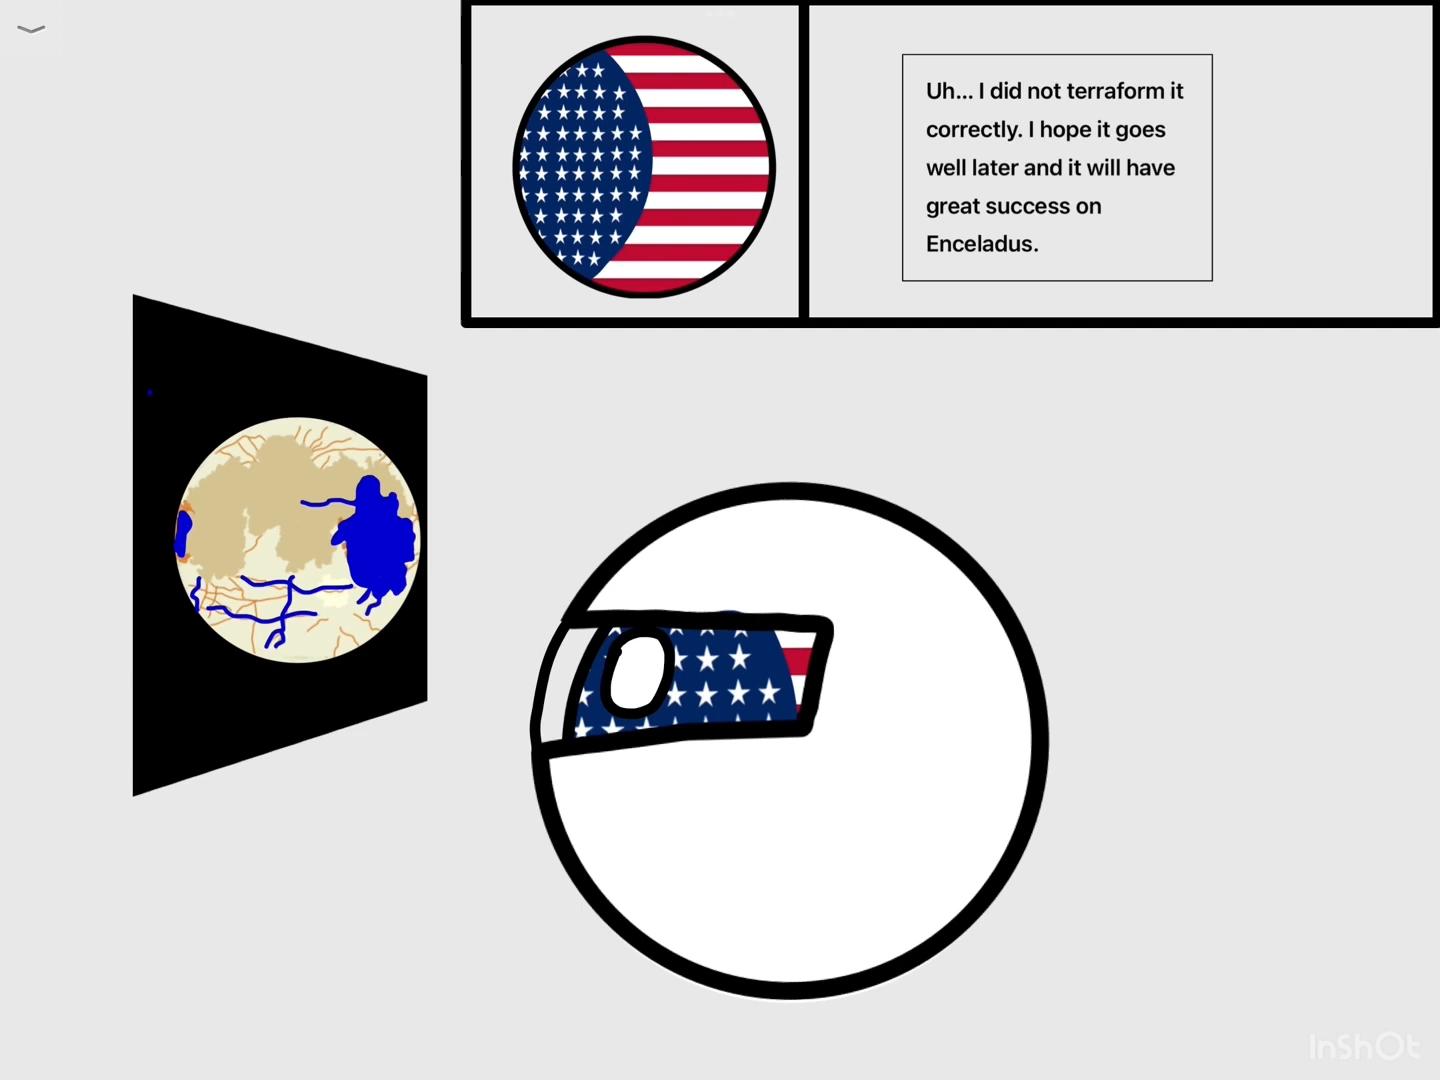 Uh... I did not terraform it
correctly. I hope it goes
well later and it will have
great success on
Enceladus.
InShOt